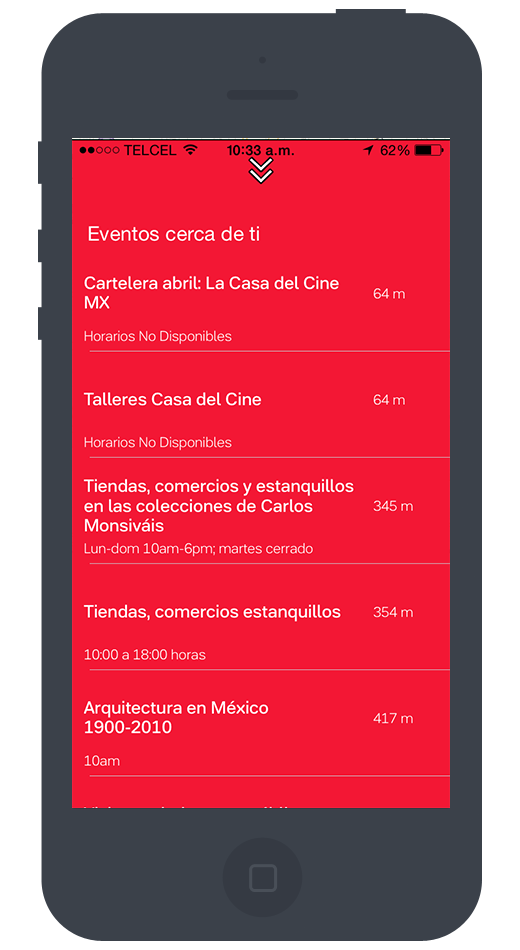 TELCEL 10:33 a.m. 62%
Eventos cerca de ti
Cartelera abril: La Casa del Cine
MX
64 m
Horarios No Disponibles
Talleres Casa del Cine
64 m
Horarios No Disponibles
Tiendas, comercios y estanquillos
en las colecciones de Carlos
Monsiváis
345 m
Lun-dom 10am-6pm; martes cerrado
Tiendas, comercios estanquillos
354 m
10:00 a 18:00 horas
Arquitectura en México
1900-2010
417 m
10am